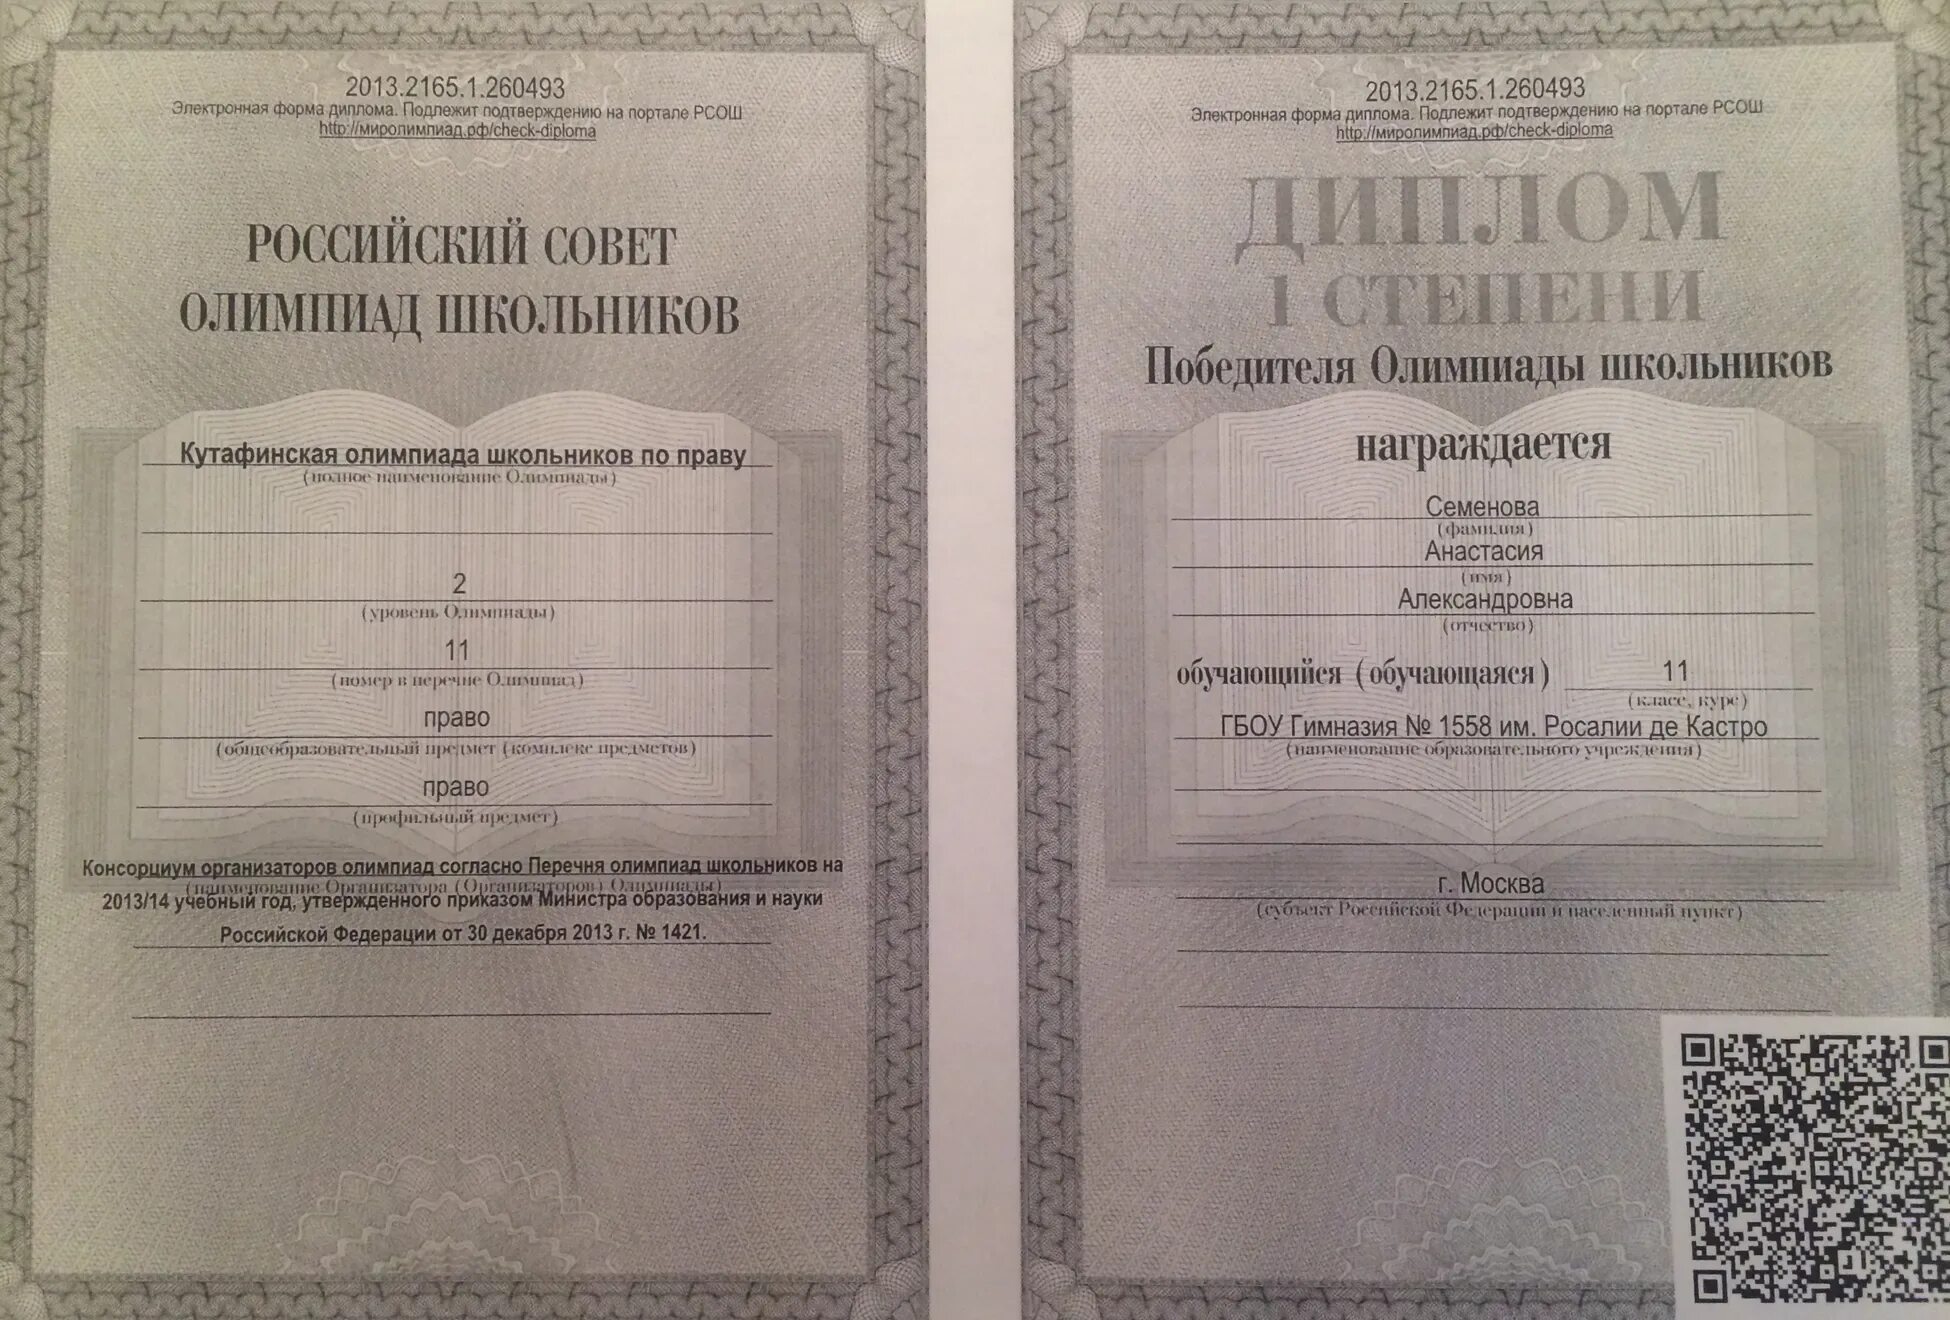 2013.2165.1.260493
Электронная форма диплома. Подлежит подтверждению на портале РСОШ
http://миролимпиад.рф/check-diploma
РОССИЙСКИЙ СОВЕТ
ОЛИМПИАД ШКОЛЬНИКОВ
Кутафинская олимпиада школьников по праву
(полное наименование Олимпиады)
2
(уровень Олимпиады)
11
(номер в перечне Олимпиад)
право
(общеобразовательный предмет (комплекс предметов)
право
(профильный предмет)
Консорциум организаторов олимпиад согласно Перечня олимпиад школьников на
(наименование Организатора (Организаторов) Олимпиады)
2013/14 учебный год, утвержденного приказом Министра образования и науки
Российской Федерации от 30 декабря 2013 г. № 1421.
2013.2165.1.260493
Электронная форма диплома. Подлежит подтверждению на портале РСОШ
http://миролимпиад.рф/check-diploma
ДИПЛОМ
I СТЕПЕНИ
Победителя Олимпиады школьников
награждается
Семенова
(фамилия)
Анастасия
(имя)
Александровна
(отчество)
обучающийся (обучающаяся) 11
(класс, курс)
ГБОУ Гимназия № 1558 им. Росалии де Кастро
(наименование образовательного учреждения)
г. Москва
(субъект Российской Федерации и населенный пункт)